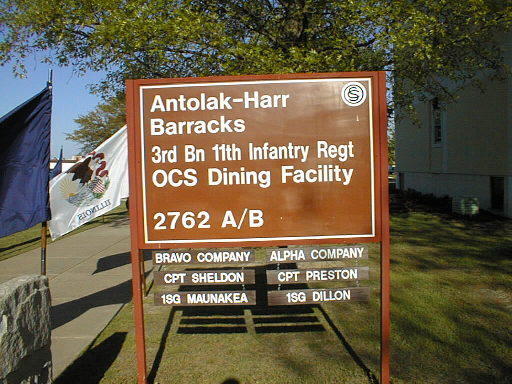 Antolak-Harr
Barracks
3rd Bn 11th Infantry Regt
OCS Dining Facility
2762 A/B
BRAVO COMPANY
CPT SHELDON
1SG MAUNAKEA
ALPHA COMPANY
CPT PRESTON
1SG DILLON
ILLINOIS